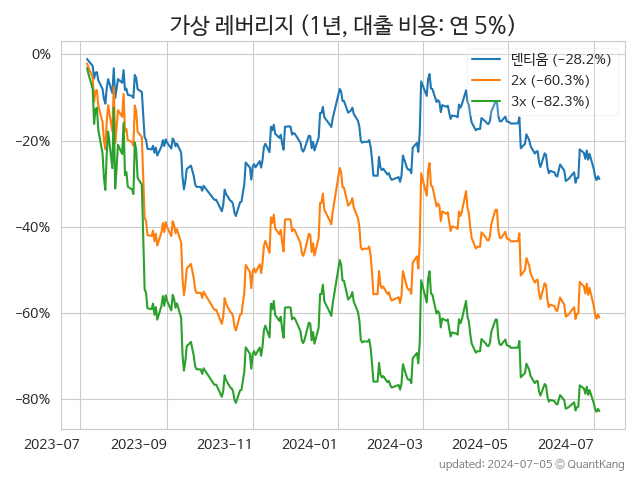 가상 레버리지 (1년, 대출 비용: 연 5%)
덴티움 (−28.2%)
2x (−60.3%)
3x (−82.3%)
0%
−20%
−40%
−60%
−80%
2023-07 2023-09 2023-11 2024-01 2024-03 2024-05 2024-07
updated: 2024-07-05 © QuantKang